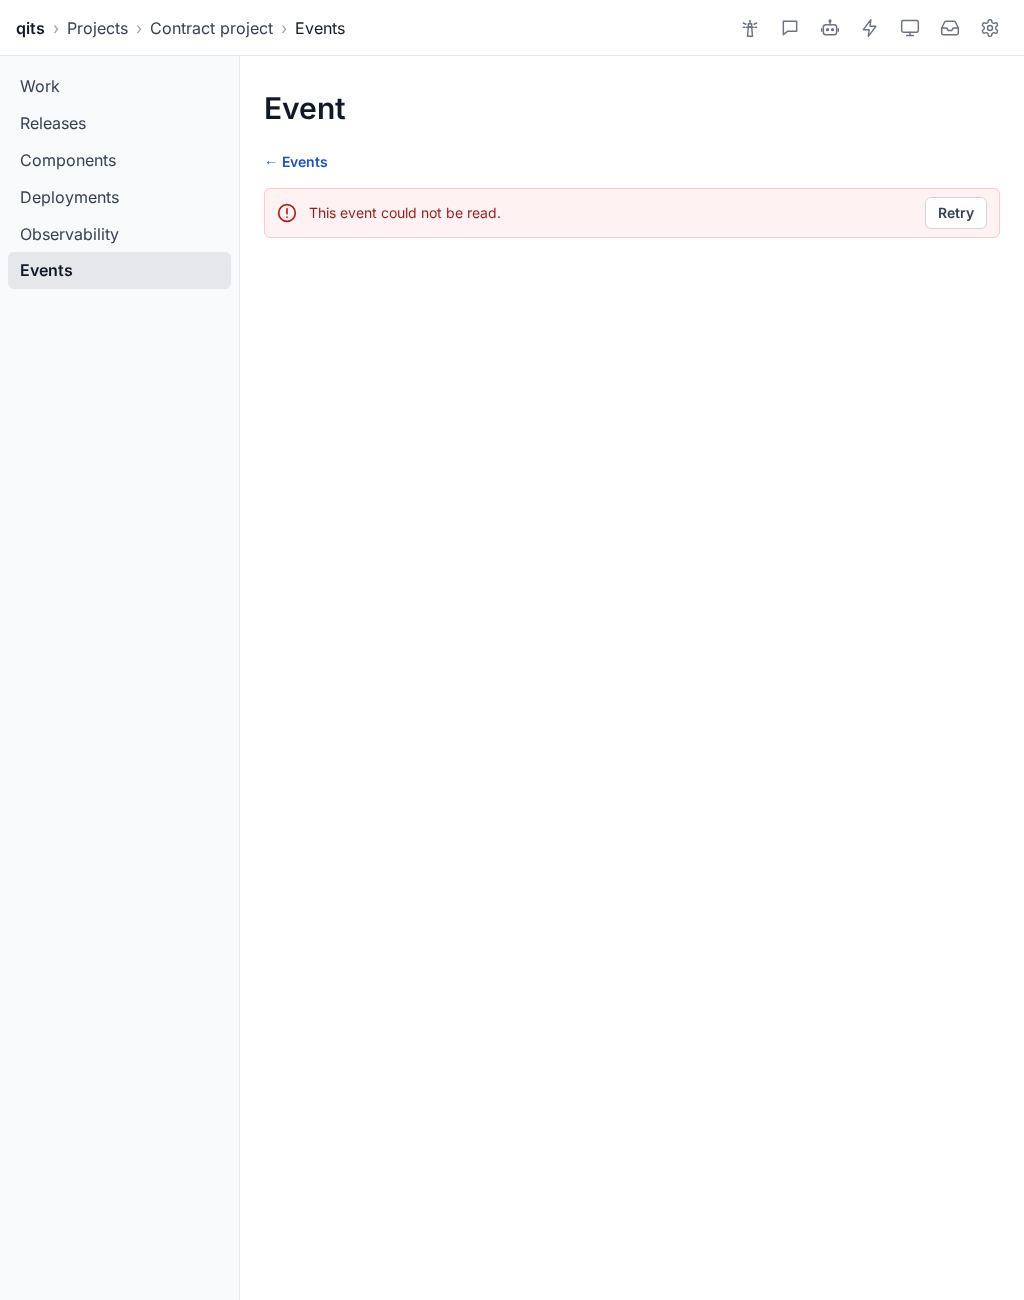 qits › Projects › Contract project › Events
Work
Releases
Components
Deployments
Observability
Events
Event
← Events
This event could not be read.
Retry